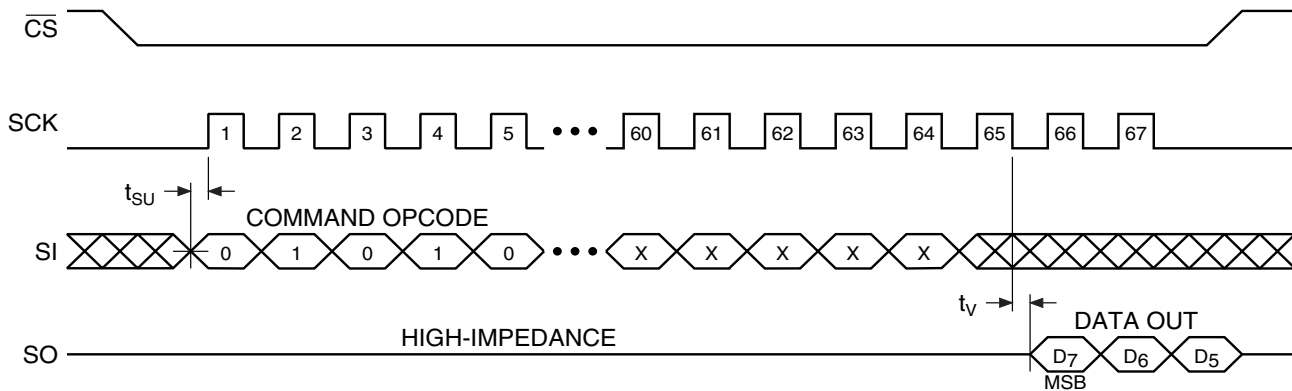 CS
SCK 1 2 3 4 5 ••• 60 61 62 63 64 65 66 67
tSU
COMMAND OPCODE
SI 0 1 0 1 0 ••• X X X X X
tV
HIGH-IMPEDANCE DATA OUT
SO D7 D6 D5
MSB